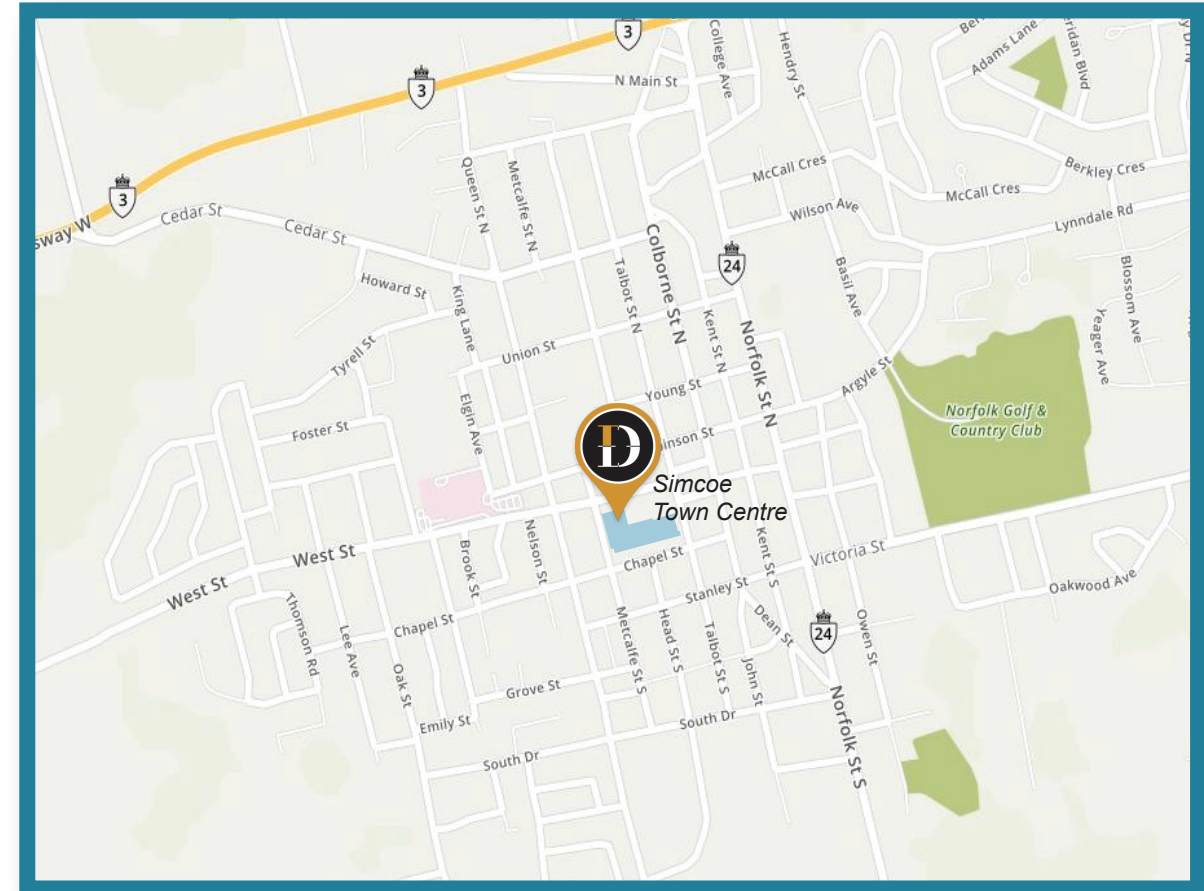 3
N Main St
College Ave
Hendry St
Adams Lane
3
McCall Cres
McCall Cres
Berkley Cres
3
Cedar St
Cedar St
Queen St N
Metcalfe St N
Wilson Ave
Lynndale Rd
24
Howard St
King Lane
Talbot St N
Colborne St N
Kent St N
Norfolk St N
Basil Ave
Blossom Ave
Yeager Ave
Tyrell St
Union St
Young St
Argyle St
Elgin Ave
Foster St
Norfolk Golf &
Country Club
D
Simcoe
Town Centre
West St
West St
Nelson St
Brook St
Chapel St
Chapel St
Stanley St
Kent St S
Victoria St
Oakwood Ave
Thomson Rd
Lee Ave
Oak St
Metcalfe St S
Head St S
Talbot St S
John St
Dean St
24
Owen St
Grove St
Emily St
South Dr
South Dr
Norfolk St S